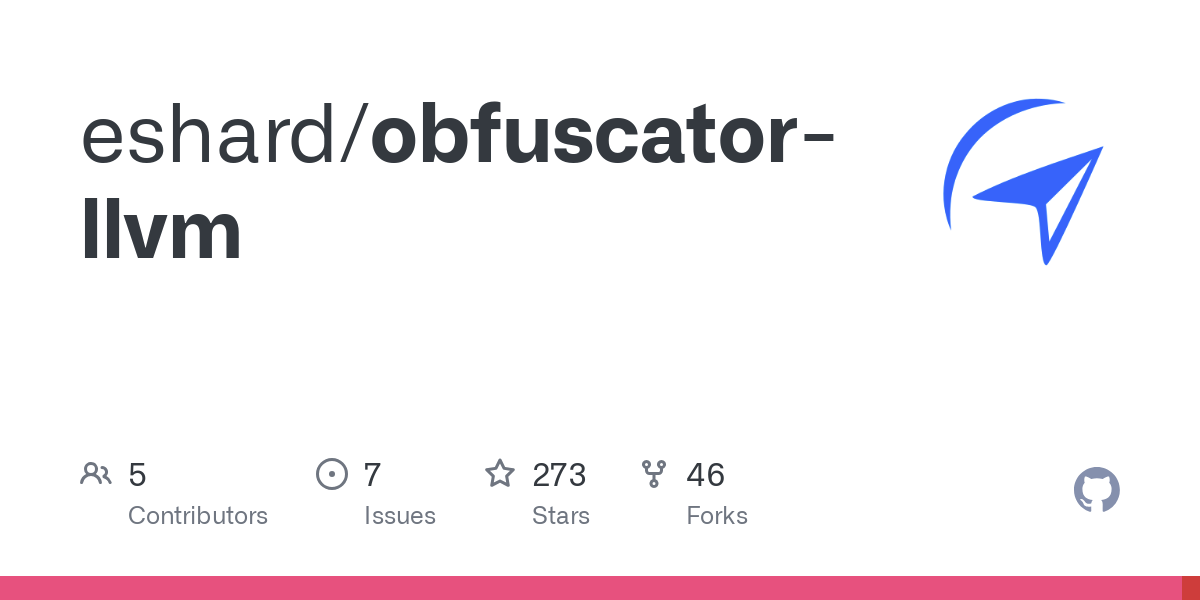 eshard/obfuscator-
llvm
5 7 273 46
Contributors Issues Stars Forks